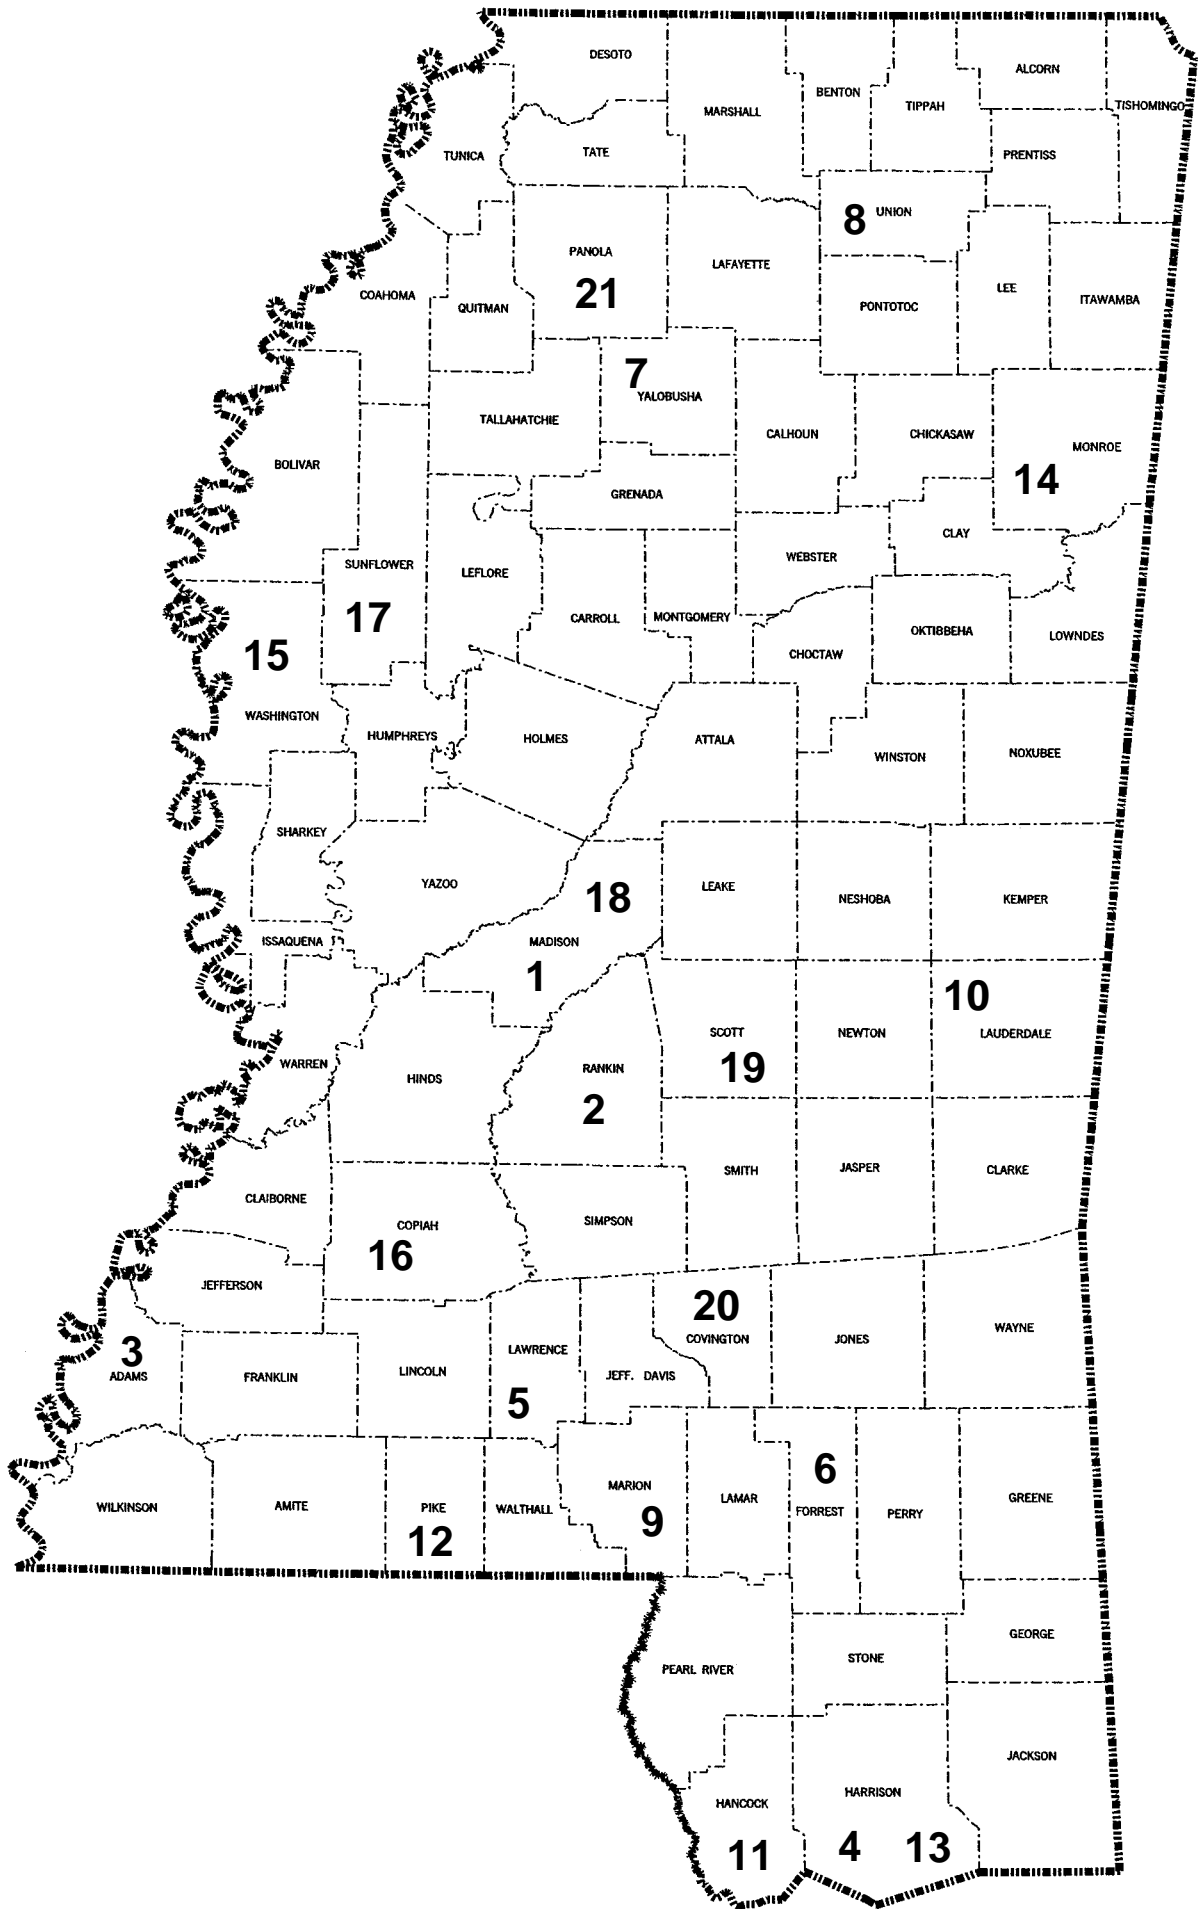 DESOTO
ALCORN
BENTON
TIPPAH
TISHOMINGO
MARSHALL
TUNICA
TATE
PRENTISS
8 UNION
PANOLA
LAFAYETTE
21
COAHOMA
QUITMAN
PONTOTOC
LEE
ITAWAMBA
7
YALOBUSHA
TALLAHATCHIE
CALHOUN
CHICKASAW
MONROE
BOLIVAR
14
GRENADA
CLAY
WEBSTER
SUNFLOWER
LEFLORE
17
CARROLL
MONTGOMERY
OKTIBBEHA
LOWNDES
15
CHOCTAW
WASHINGTON
HUMPHREYS
HOLMES
ATTALA
WINSTON
NOXUBEE
SHARKEY
YAZOO
LEAKE
18
NESHOBA
KEMPER
ISSAQUENA
MADISON
1
10
SCOTT
NEWTON
LAUDERDALE
WARREN
HINDS
RANKIN
19
2
SMITH
JASPER
CLARKE
CLAIBORNE
COPIAH
SIMPSON
16
JEFFERSON
20
COVINGTON
JONES
WAYNE
3
ADAMS
FRANKLIN
LINCOLN
LAWRENCE
JEFF. DAVIS
5
6
MARION
WILKINSON
AMITE
PIKE
WALTHALL
LAMAR
FORREST
PERRY
GREENE
12
9
GEORGE
STONE
PEARL RIVER
JACKSON
HARRISON
HANCOCK
11
4
13